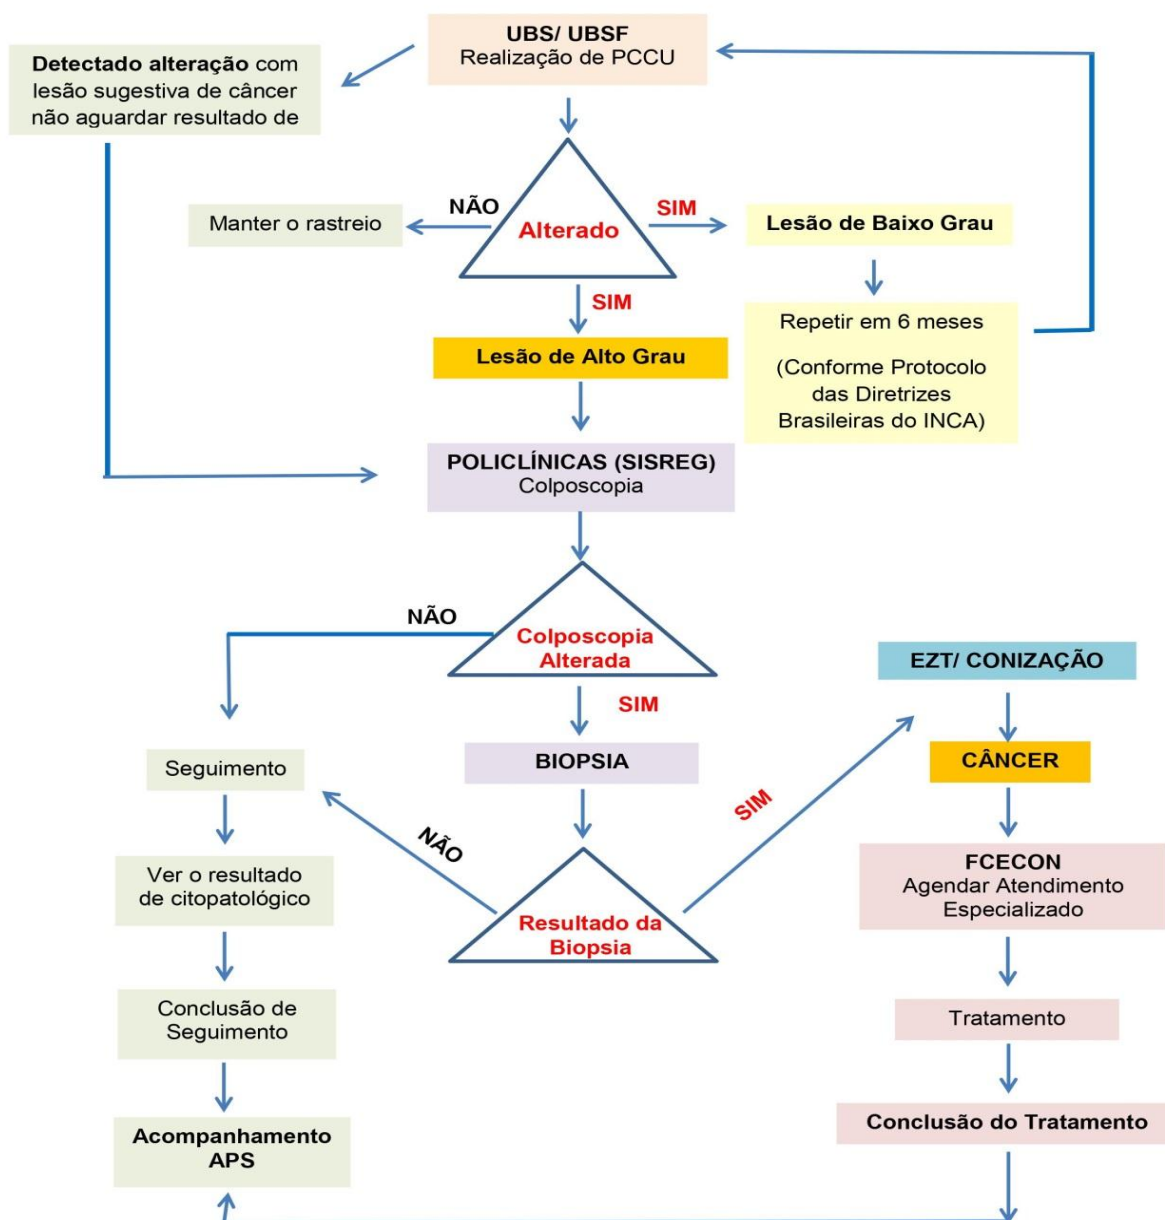 UBS/ UBSF
Realização de PCCU
Detectado alteração com
lesão sugestiva de câncer
não aguardar resultado de
NÃO
SIM
Manter o rastreio
Alterado
Lesão de Baixo Grau
SIM
Repetir em 6 meses
(Conforme Protocolo
das Diretrizes
Brasileiras do INCA)
Lesão de Alto Grau
POLICLÍNICAS (SISREG)
Colposcopia
NÃO
Colposcopia
Alterada
EZT/ CONIZAÇÃO
SIM
Seguimento
BIOPSIA
CÂNCER
SIM
NÃO
Ver o resultado
de citopatológico
FCECON
Agendar Atendimento
Especializado
Resultado da
Biopsia
Conclusão de
Seguimento
Tratamento
Acompanhamento
APS
Conclusão do Tratamento